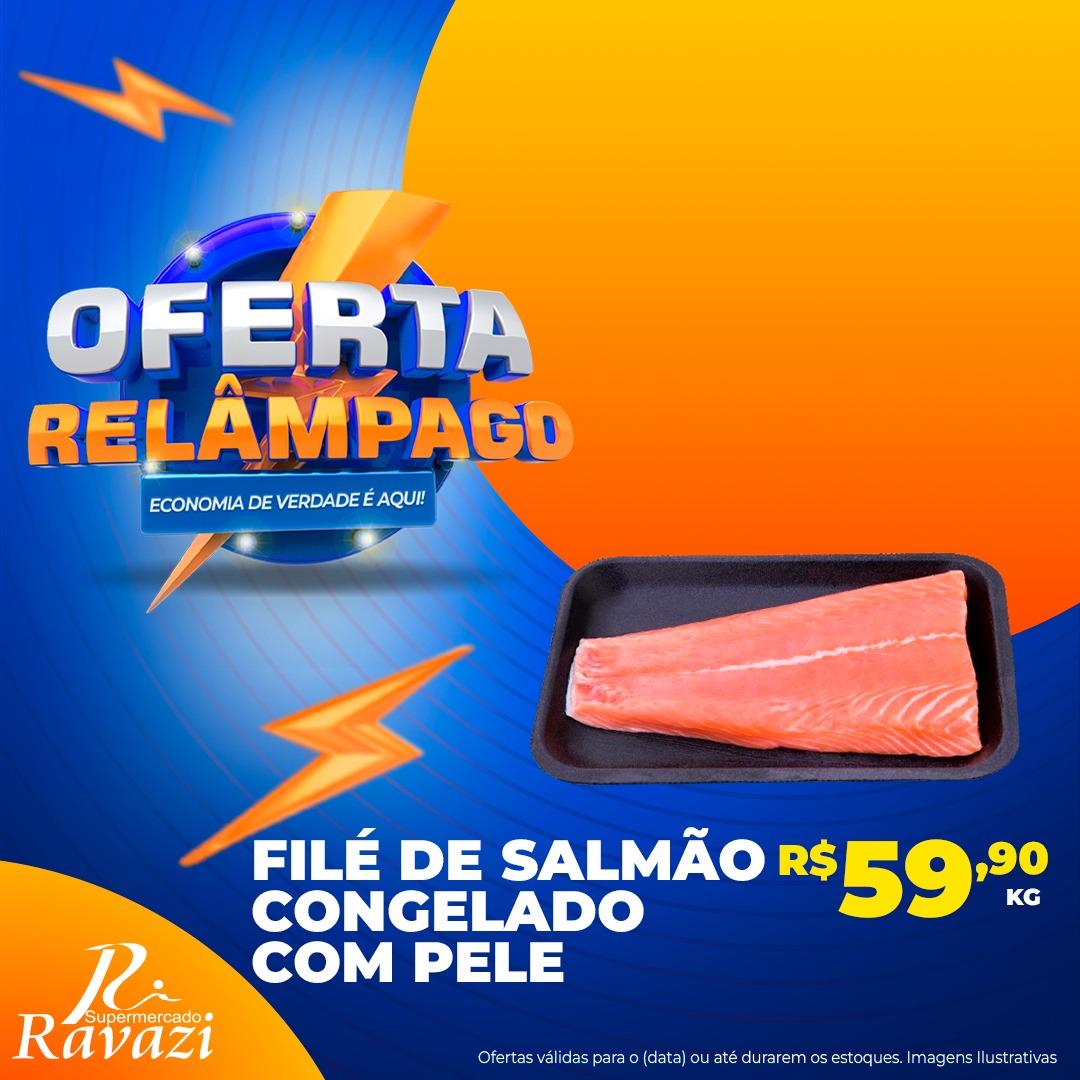 OFERTA
RELÂMPAGO
ECONOMIA DE VERDADE É AQUI!
FILÉ DE SALMÃO
CONGELADO
COM PELE
R$59,90
KG
Supermercado
Ravazi
Ofertas válidas para o (data) ou até durarem os estoques. Imagens Ilustrativas